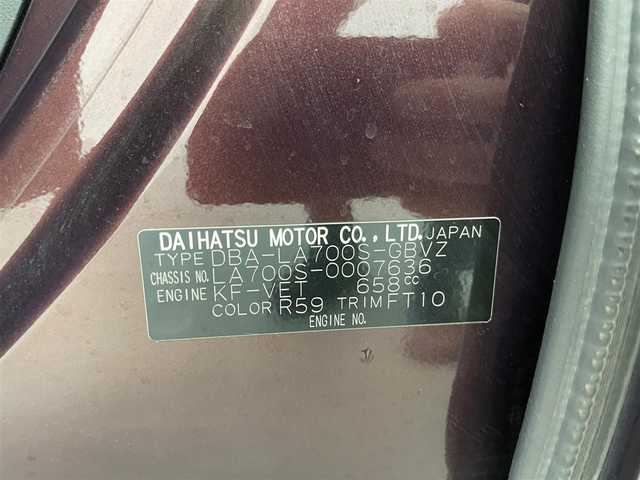 DAIHATSU MOTOR CO., LTD. JAPAN
TYPE DBA-LA700S-GBVZ
CHASSIS NO. LA700S-0007636
ENGINE KF-VET 658cc
COLOR R59 TRIM FT10
ENGINE NO.